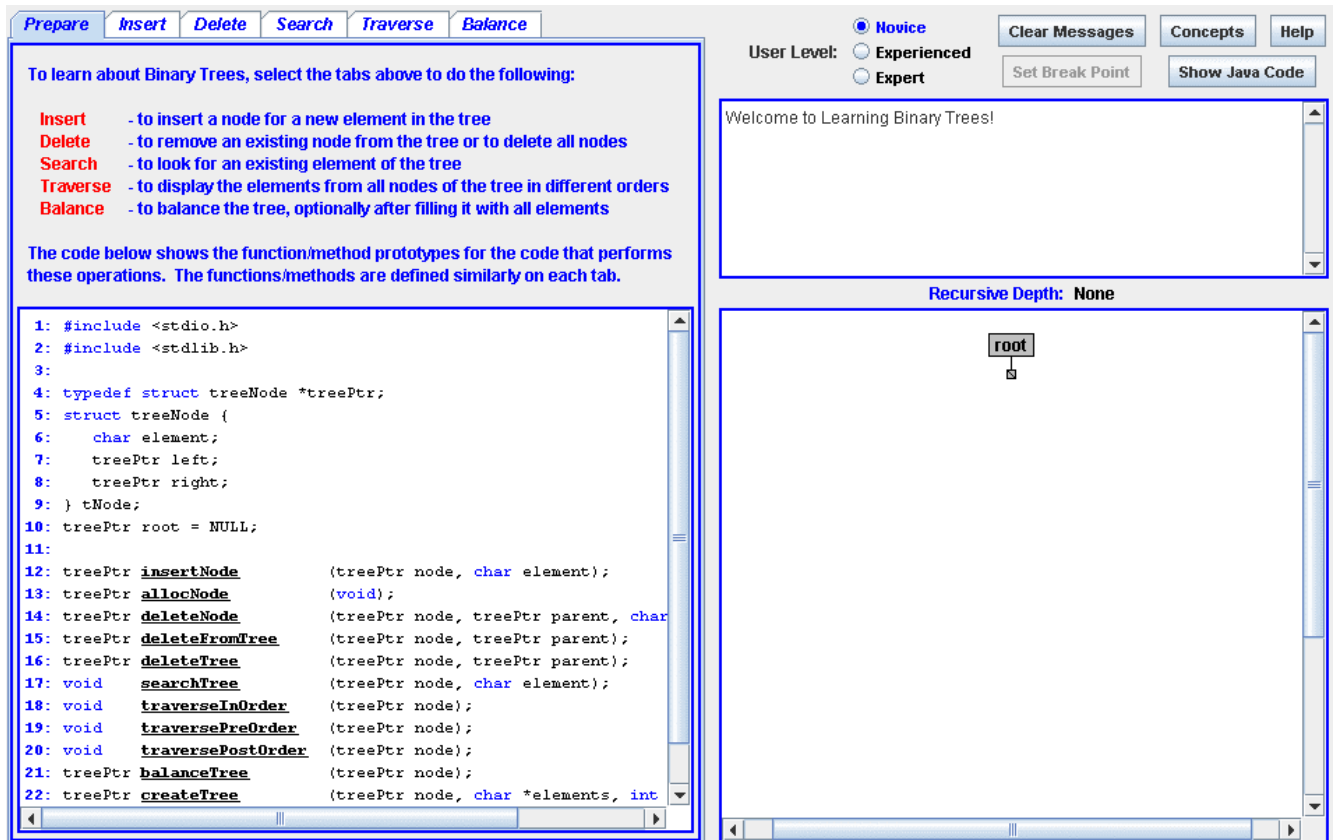 Prepare Insert Delete Search Traverse Balance
To learn about Binary Trees, select the tabs above to do the following:
Insert - to insert a node for a new element in the tree
Delete - to remove an existing node from the tree or to delete all nodes
Search - to look for an existing element of the tree
Traverse - to display the elements from all nodes of the tree in different orders
Balance - to balance the tree, optionally after filling it with all elements
The code below shows the function/method prototypes for the code that performs
these operations. The functions/methods are defined similarly on each tab.
1: #include <stdio.h>
2: #include <stdlib.h>
3:
4: typedef struct treeNode *treePtr;
5: struct treeNode {
6: char element;
7: treePtr left;
8: treePtr right;
9: } tNode;
10: treePtr root = NULL;
11:
12: treePtr insertNode (treePtr node, char element);
13: treePtr allocNode (void);
14: treePtr deleteNode (treePtr node, treePtr parent, char
15: treePtr deleteFromTree (treePtr node, treePtr parent);
16: treePtr deleteTree (treePtr node, treePtr parent);
17: void searchTree (treePtr node, char element);
18: void traverseInOrder (treePtr node);
19: void traversePreOrder (treePtr node);
20: void traversePostOrder (treePtr node);
21: treePtr balanceTree (treePtr node);
22: treePtr createTree (treePtr node, char *elements, int
User Level:
Novice
Experienced
Expert
Clear Messages Concepts Help
Set Break Point Show Java Code
Welcome to Learning Binary Trees!
Recursive Depth: None
root